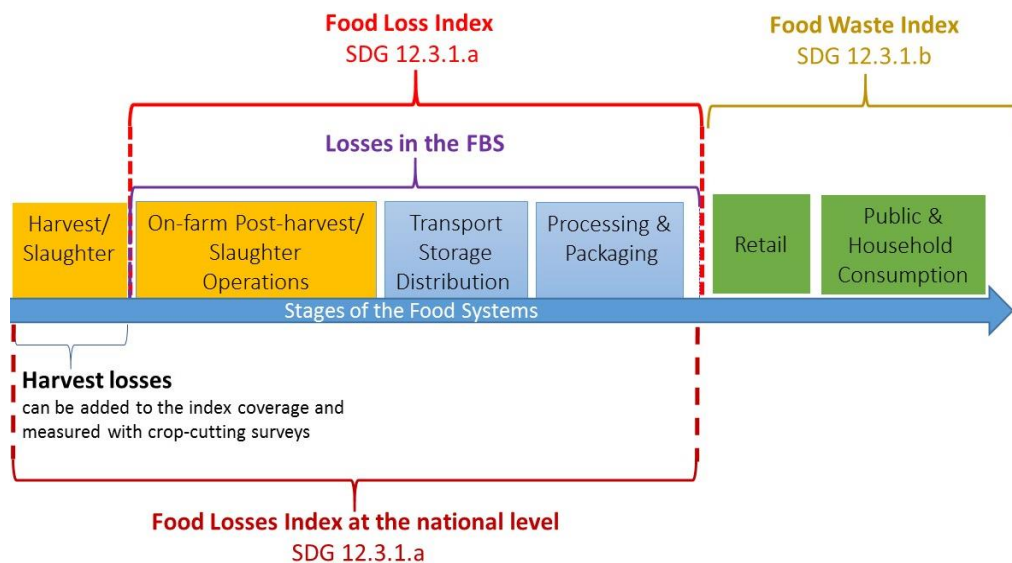 Food Loss Index
SDG 12.3.1.a
Food Waste Index
SDG 12.3.1.b
Losses in the FBS
Harvest/
Slaughter
On-farm Post-harvest/
Slaughter
Operations
Transport
Storage
Distribution
Processing &
Packaging
Retail
Public &
Household
Consumption
Stages of the Food Systems
Harvest losses
can be added to the index coverage and
measured with crop-cutting surveys
Food Losses Index at the national level
SDG 12.3.1.a